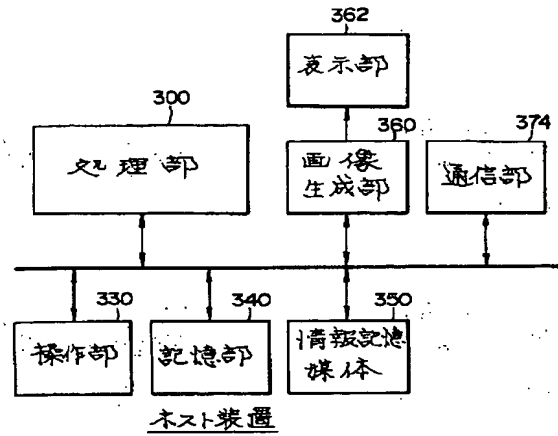 362
表示部
300
処理部
360
画像
生成部
374
通信部
330
操作部
340
記憶部
350
情報記憶
媒体
ホスト装置